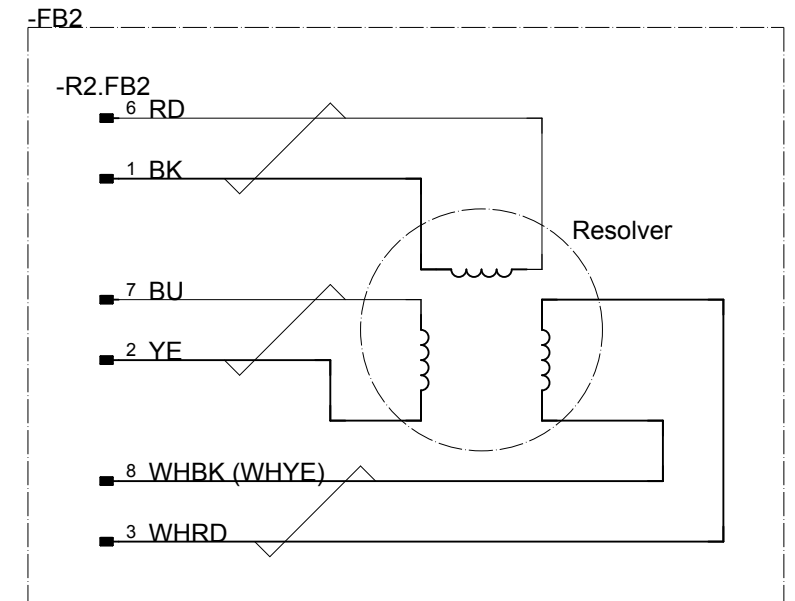 -FB2
-R2.FB2
6 RD
1 BK
Resolver
7 BU
2 YE
8 WHBK (WHYE)
3 WHRD